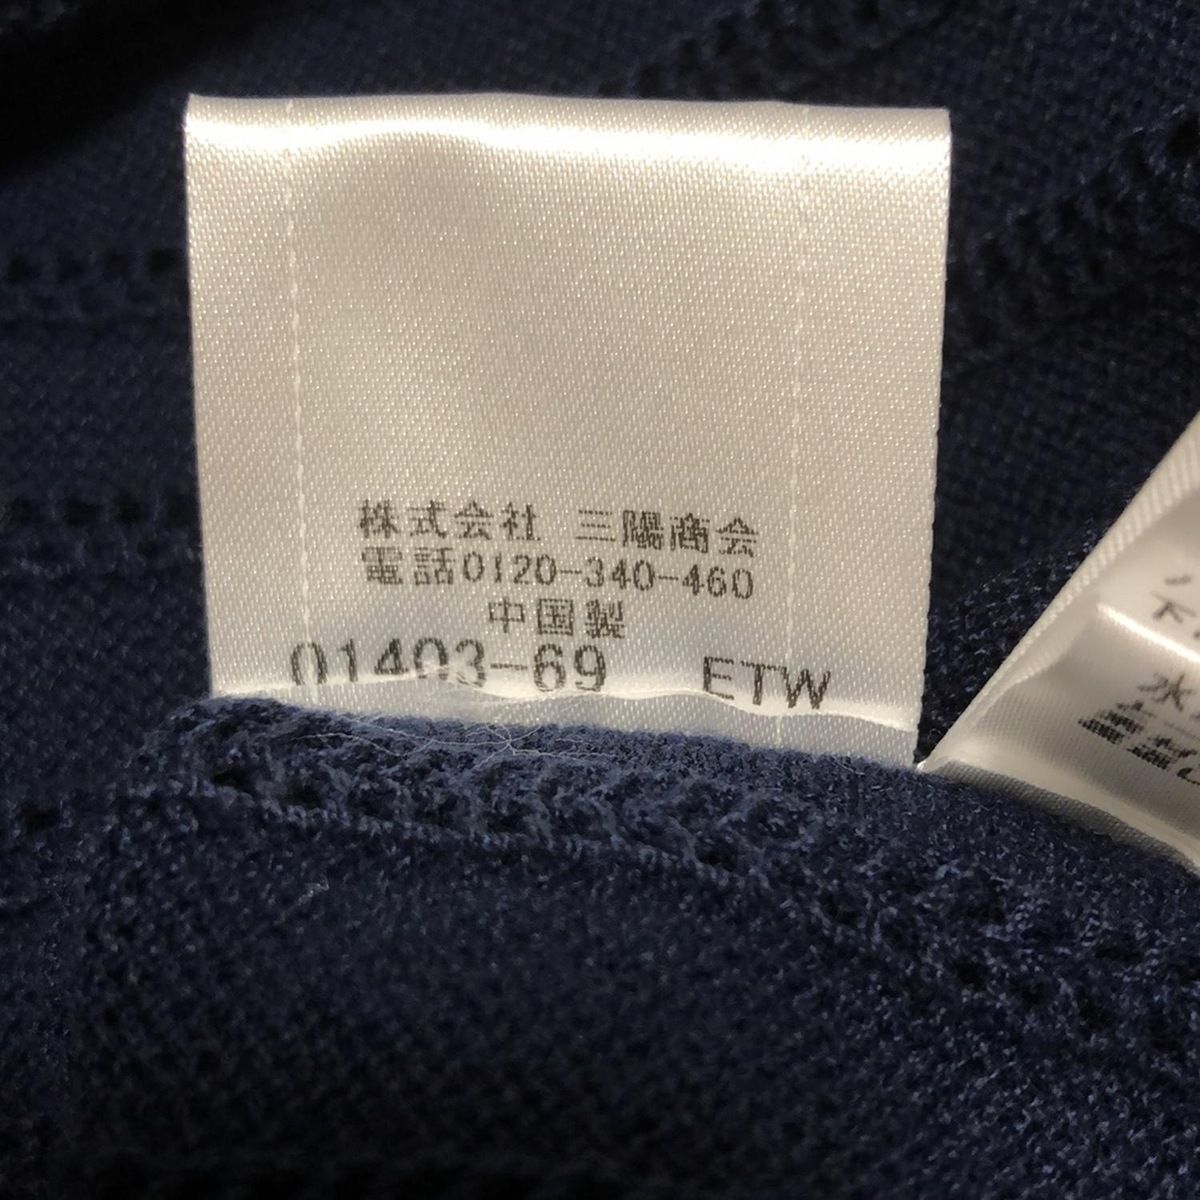 株式会社 三陽商会
電話0120-340-460
中国製
01403-69 ETW
水